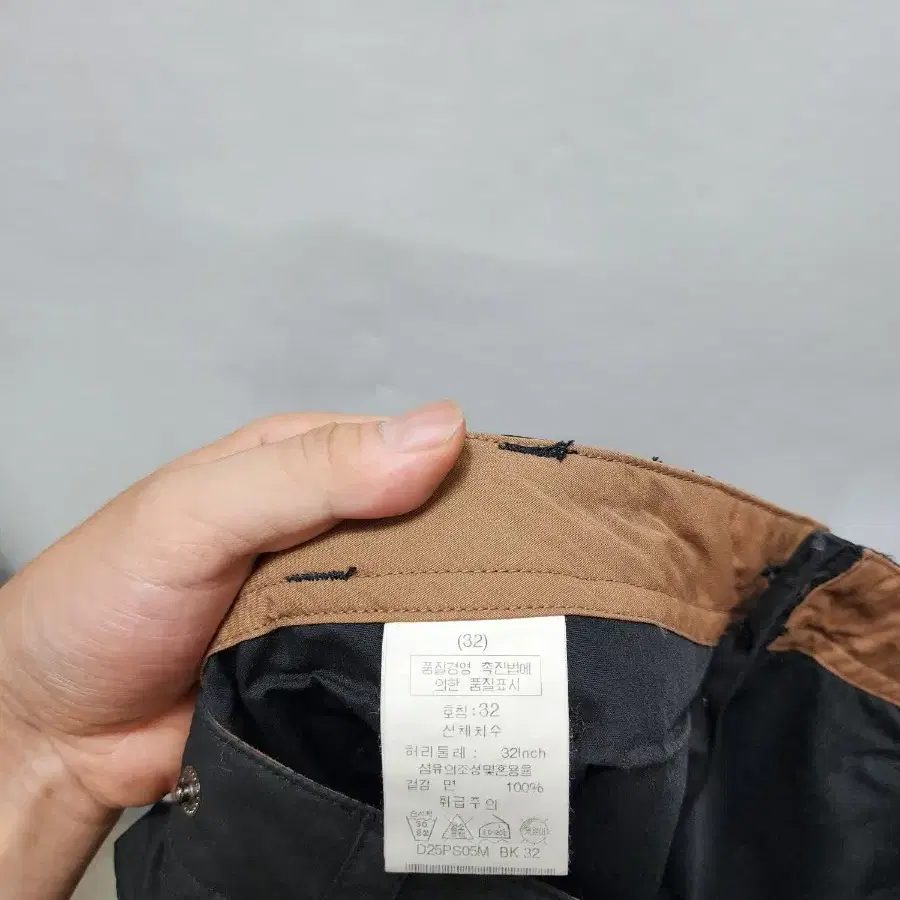 (32)
품질경영 촉진법에
의한 품질표시
호칭 : 32
신체치수
허리둘레 : 32Inch
섬유의조성및혼용율
겉감 면 100%
취급주의
D25PS05M BK 32